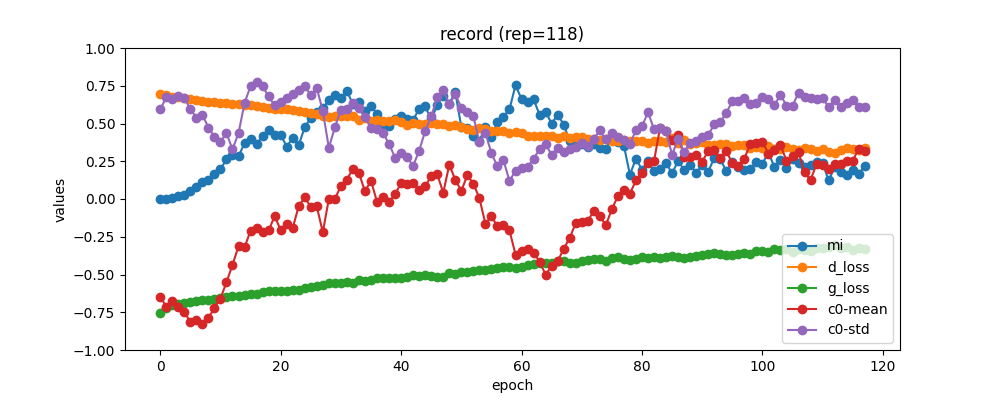 record (rep=118)
1.00
0.75
0.50
0.25
0.00
−0.25
−0.50
−0.75
−1.00
values
0 20 40 60 80 100 120
epoch
mi
d_loss
g_loss
c0-mean
c0-std